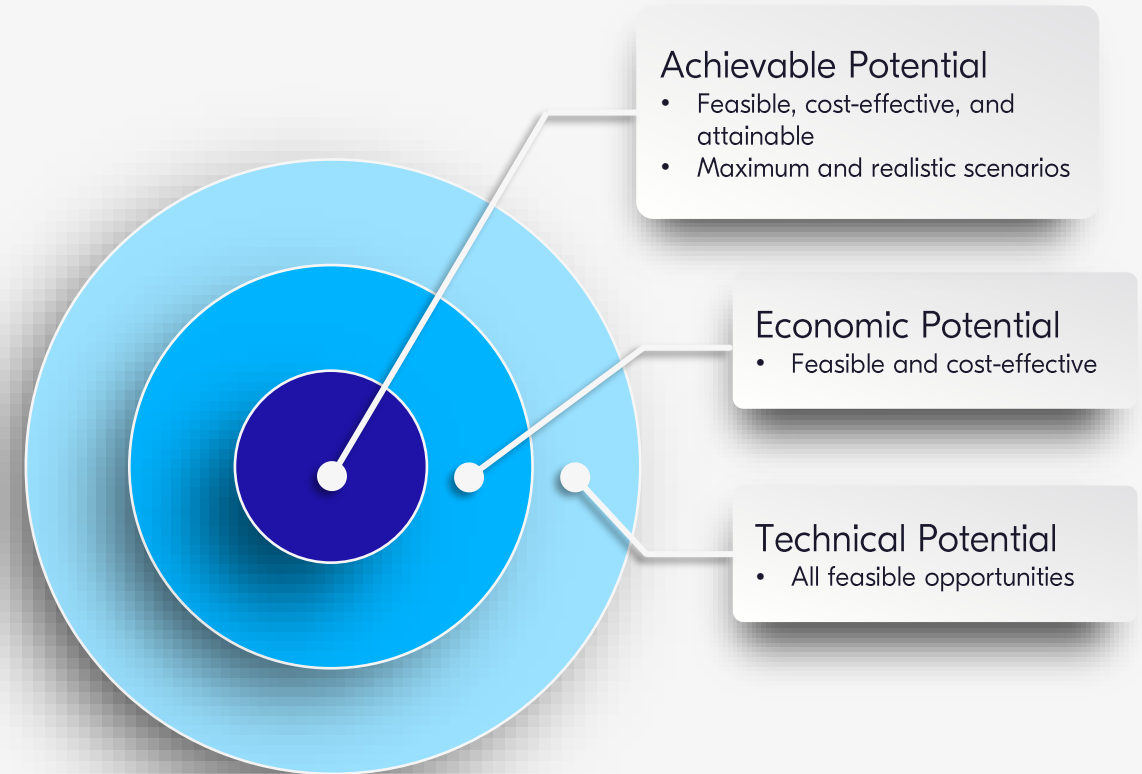 Achievable Potential
• Feasible, cost-effective, and
attainable
• Maximum and realistic scenarios
Economic Potential
• Feasible and cost-effective
Technical Potential
• All feasible opportunities